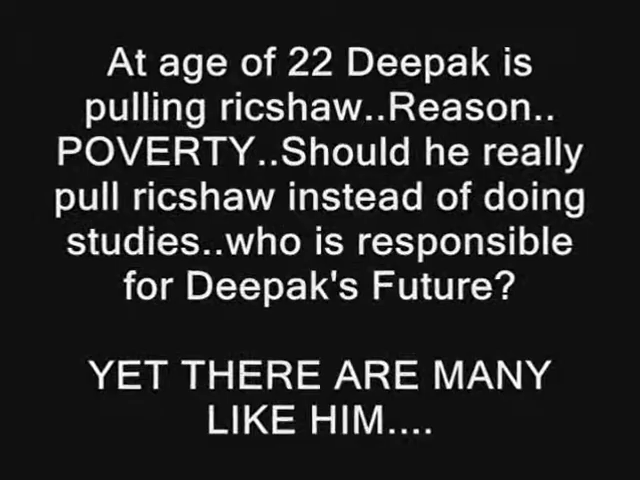 At age of 22 Deepak is
pulling ricshaw..Reason..
POVERTY..Should he really
pull ricshaw instead of doing
studies..who is responsible
for Deepak's Future?
YET THERE ARE MANY
LIKE HIM....